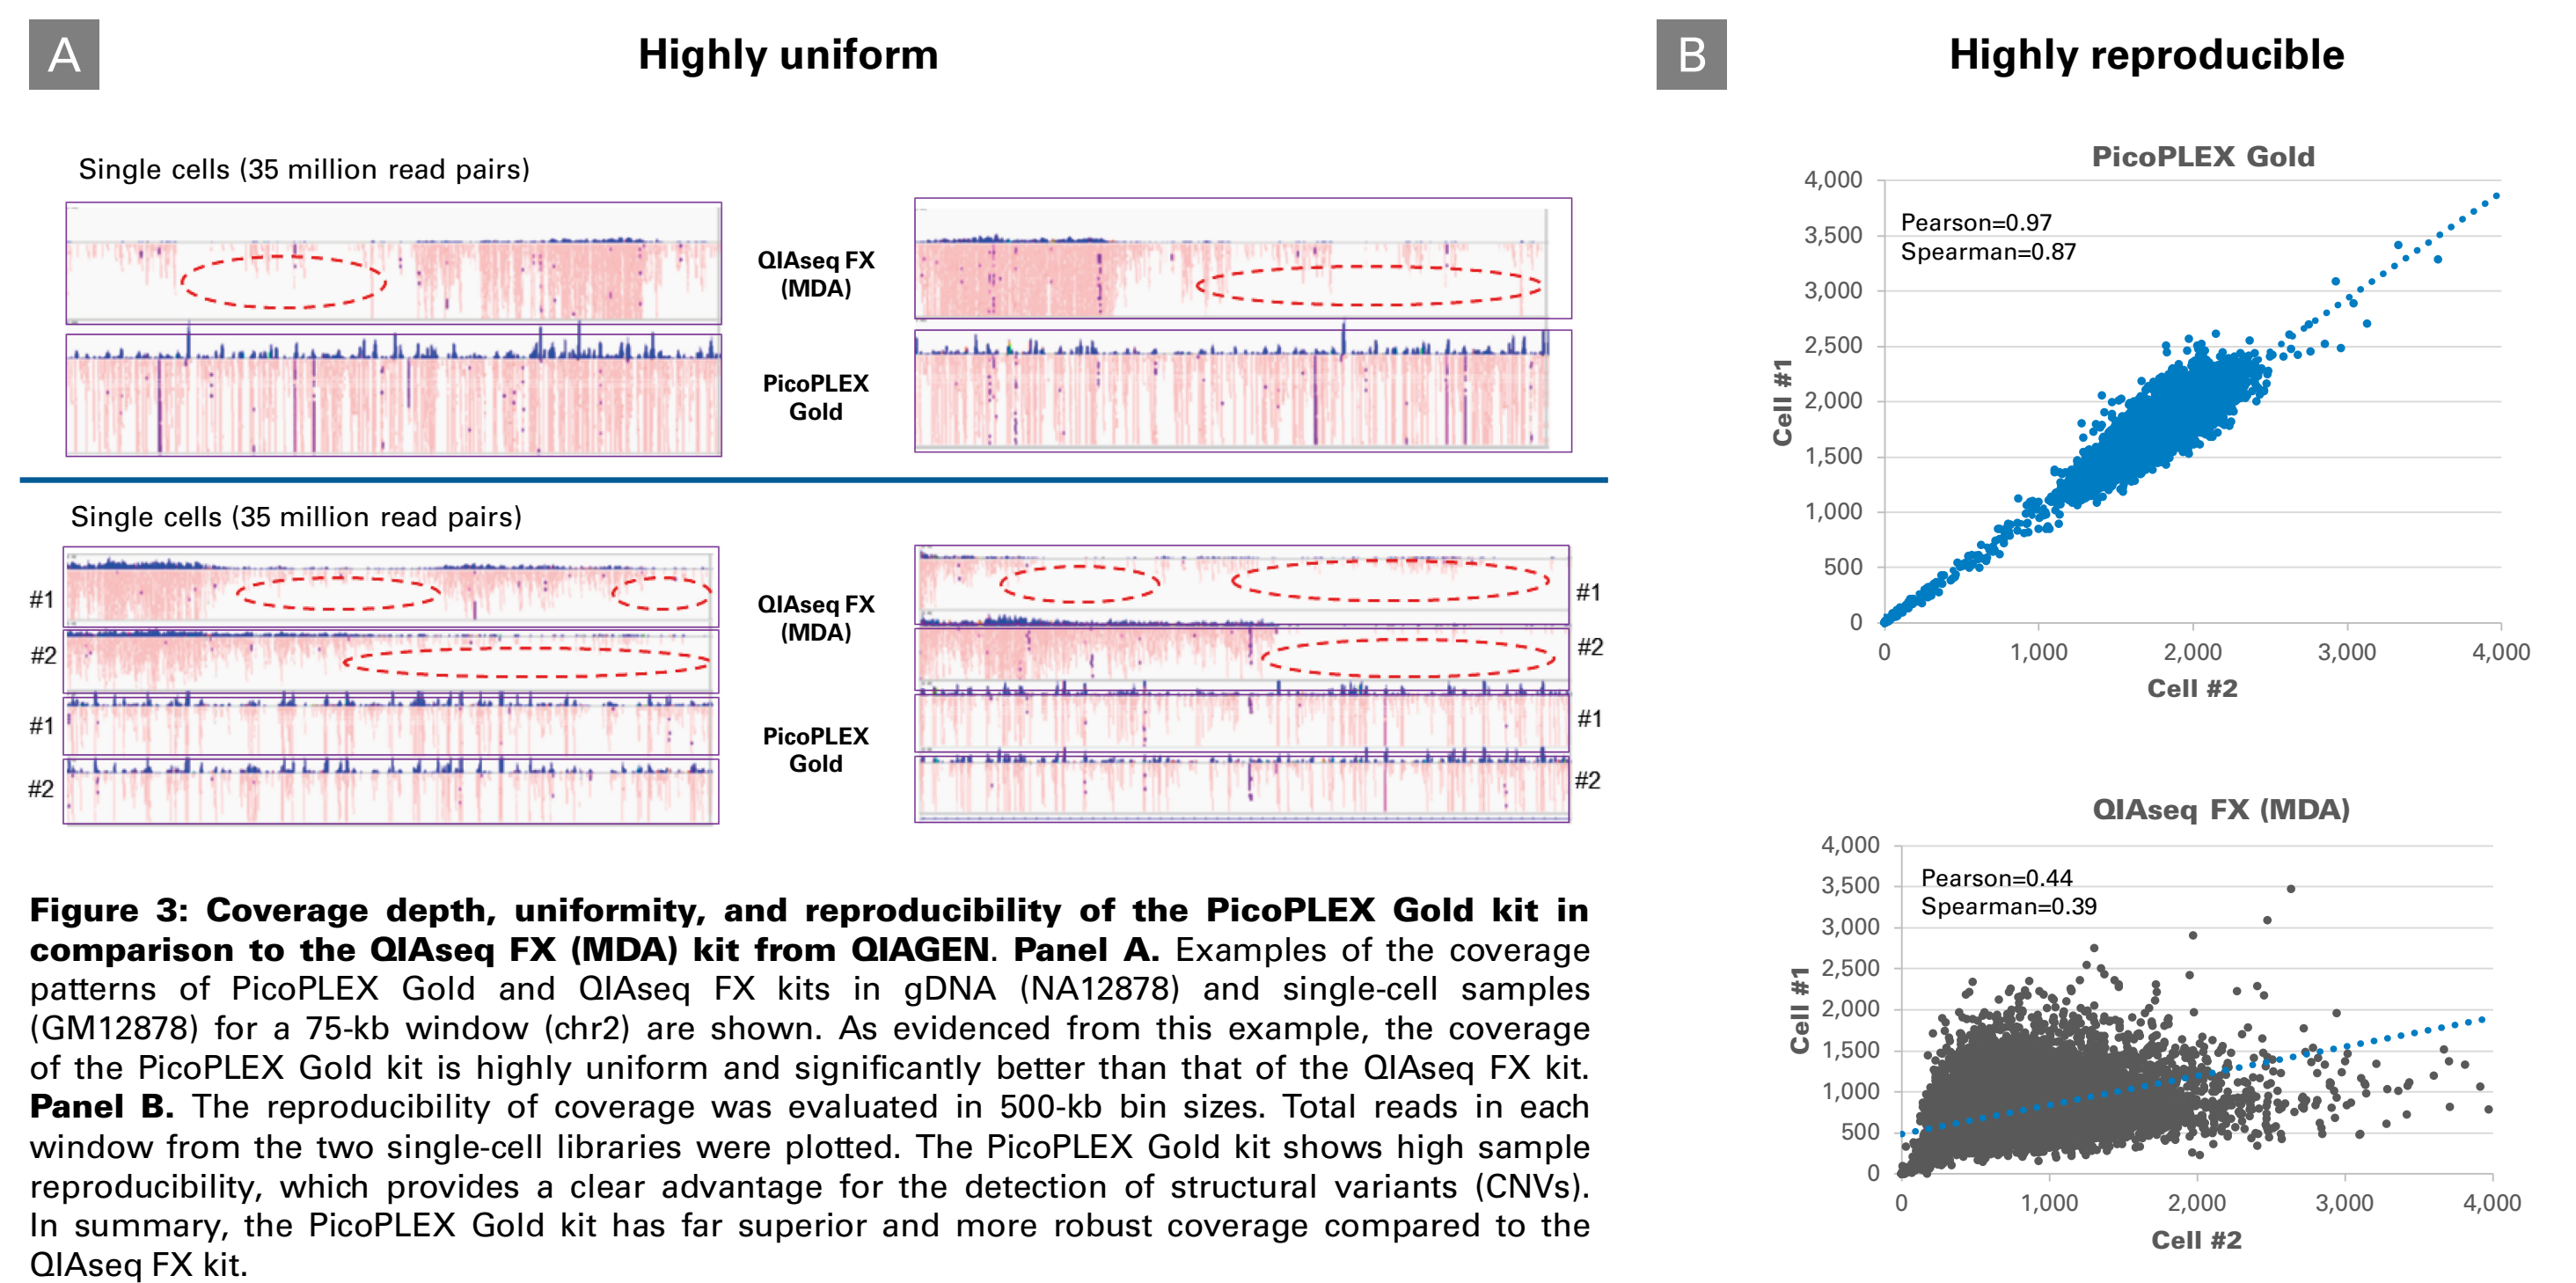 A
Highly uniform
Single cells (35 million read pairs)
QIAseq FX
(MDA)
PicoPLEX
Gold
Single cells (35 million read pairs)
#1
#2
#1
#2
QIAseq FX
(MDA)
PicoPLEX
Gold
#1
#2
#1
#2
Figure 3: Coverage depth, uniformity, and reproducibility of the PicoPLEX Gold kit in
comparison to the QIAseq FX (MDA) kit from QIAGEN. Panel A. Examples of the coverage
patterns of PicoPLEX Gold and QIAseq FX kits in gDNA (NA12878) and single-cell samples
(GM12878) for a 75-kb window (chr2) are shown. As evidenced from this example, the coverage
of the PicoPLEX Gold kit is highly uniform and significantly better than that of the QIAseq FX kit.
Panel B. The reproducibility of coverage was evaluated in 500-kb bin sizes. Total reads in each
window from the two single-cell libraries were plotted. The PicoPLEX Gold kit shows high sample
reproducibility, which provides a clear advantage for the detection of structural variants (CNVs).
In summary, the PicoPLEX Gold kit has far superior and more robust coverage compared to the
QIAseq FX kit.
B
Highly reproducible
PicoPLEX Gold
Pearson=0.97
Spearman=0.87
4,000
3,500
3,000
2,500
2,000
1,500
1,000
500
0
Cell #1
0 1,000 2,000 3,000 4,000
Cell #2
QIAseq FX (MDA)
Pearson=0.44
Spearman=0.39
4,000
3,500
3,000
2,500
2,000
1,500
1,000
500
0
Cell #1
0 1,000 2,000 3,000 4,000
Cell #2